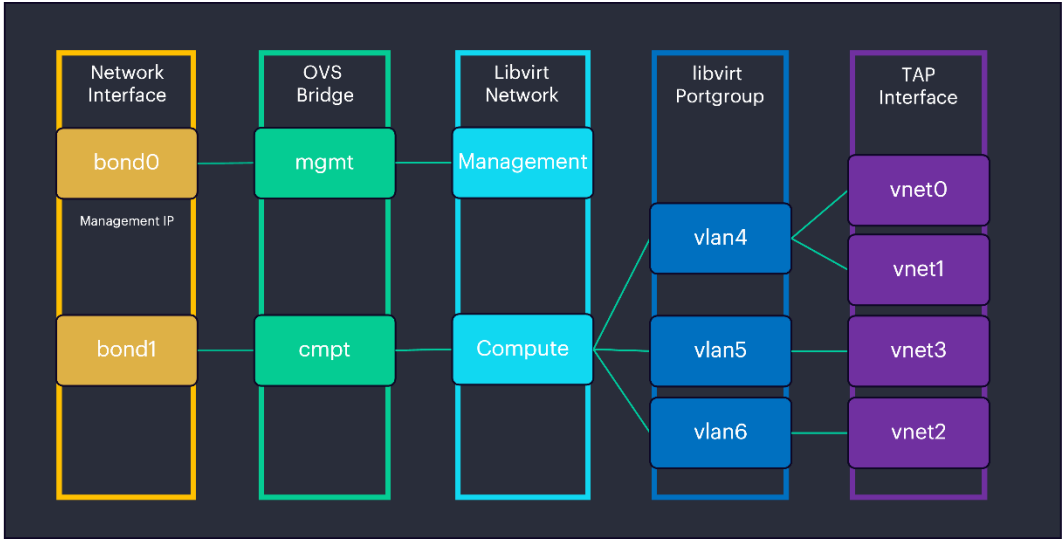 Network
Interface
OVS
Bridge
Libvirt
Network
libvirt
Portgroup
TAP
Interface
bond0
mgmt
Management
Management IP
vnet0
vlan4
vnet1
bond1
cmpt
Compute
vlan5
vnet3
vlan6
vnet2